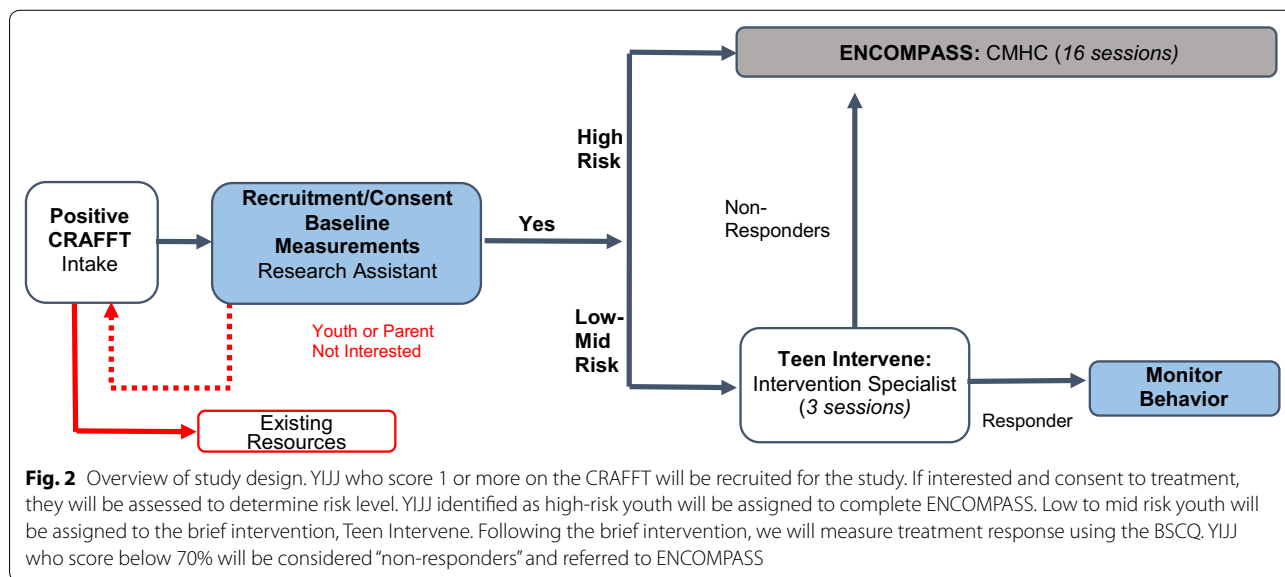 ENCOMPASS: CMHC (16 sessions)
High
Risk
Positive
CRAFFT
Intake
Recruitment/Consent
Baseline
Measurements
Research Assistant
Yes
Non-
Responders
Youth or Parent
Not Interested
Low-
Mid
Risk
Teen Intervene:
Intervention Specialist
(3 sessions)
Responder
Monitor
Behavior
Existing
Resources
Fig. 2 Overview of study design. YIJJ who score 1 or more on the CRAFFT will be recruited for the study. If interested and consent to treatment,
they will be assessed to determine risk level. YIJJ identified as high-risk youth will be assigned to complete ENCOMPASS. Low to mid risk youth will
be assigned to the brief intervention, Teen Intervene. Following the brief intervention, we will measure treatment response using the BSCQ. YIJJ
who score below 70% will be considered “non-responders” and referred to ENCOMPASS